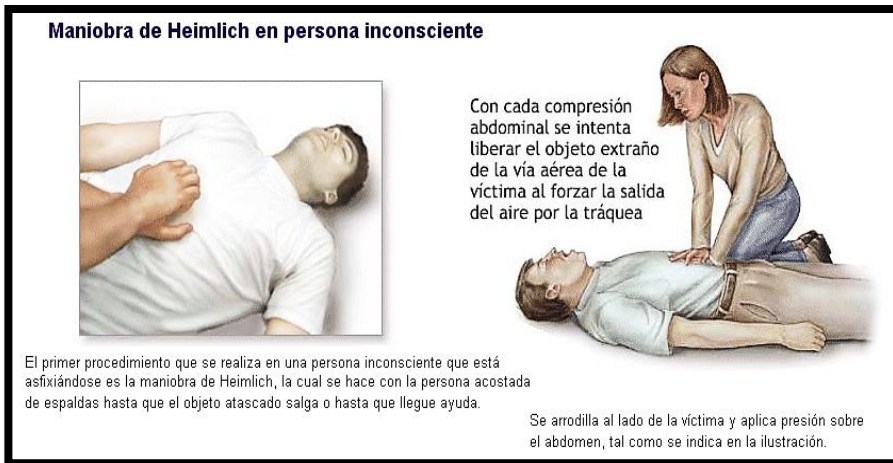 Maniobra de Heimlich en persona inconsciente
Con cada compresión
abdominal se intenta
liberar el objeto extraño
de la vía aérea de la
víctima al forzar la salida
del aire por la tráquea
El primer procedimiento que se realiza en una persona inconsciente que está
asfixiándose es la maniobra de Heimlich, la cual se hace con la persona acostada
de espaldas hasta que el objeto atascado salga o hasta que llegue ayuda.
Se arrodilla al lado de la víctima y aplica presión sobre
el abdomen, tal como se indica en la ilustración.